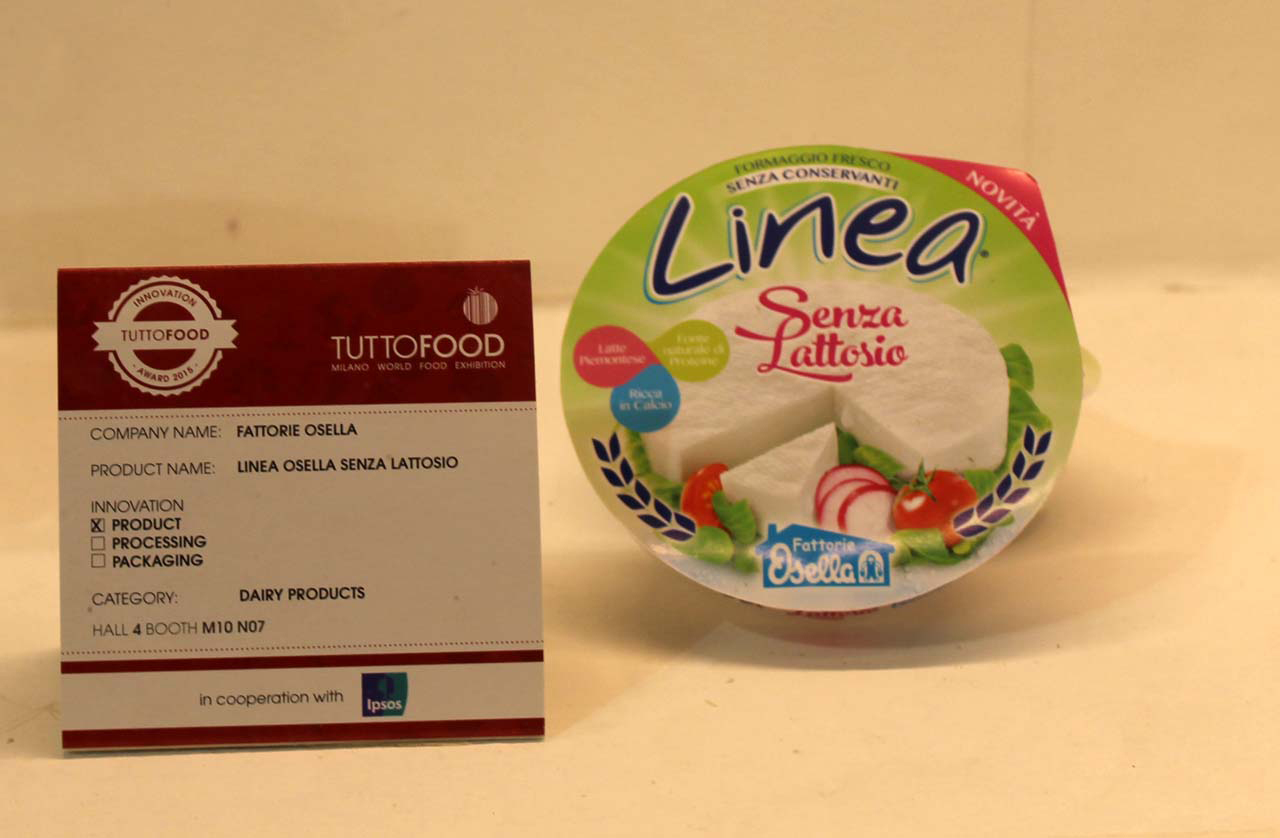 INNOVATION
TUTTOFOOD
AWARD 2015
TUTTOFOOD
MILANO WORLD FOOD EXHIBITION
COMPANY NAME: FATTORIE OSELLA
PRODUCT NAME: LINEA OSELLA SENZA LATTOSIO
INNOVATION
X PRODUCT
PROCESSING
PACKAGING
CATEGORY: DAIRY PRODUCTS
HALL 4 BOOTH M10 N07
in cooperation with Ipsos
FORMAGGIO FRESCO
SENZA CONSERVANTI
NOVITÀ
Linea
Senza
Lattosio
Latte
Piemontese
Fonte
naturale di
Proteine
Ricca
in Calcio
Fattorie
Osella